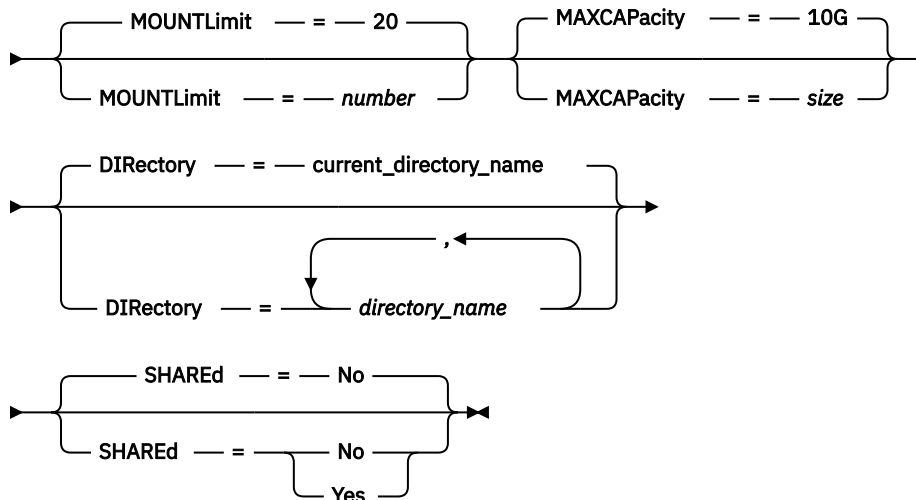 MOUNTLimit = 20 MAXCAPacity = 10G
MOUNTLimit = number MAXCAPacity = size
DIRectory = current_directory_name
,
DIRectory = directory_name
SHAREd = No
SHAREd = No
Yes